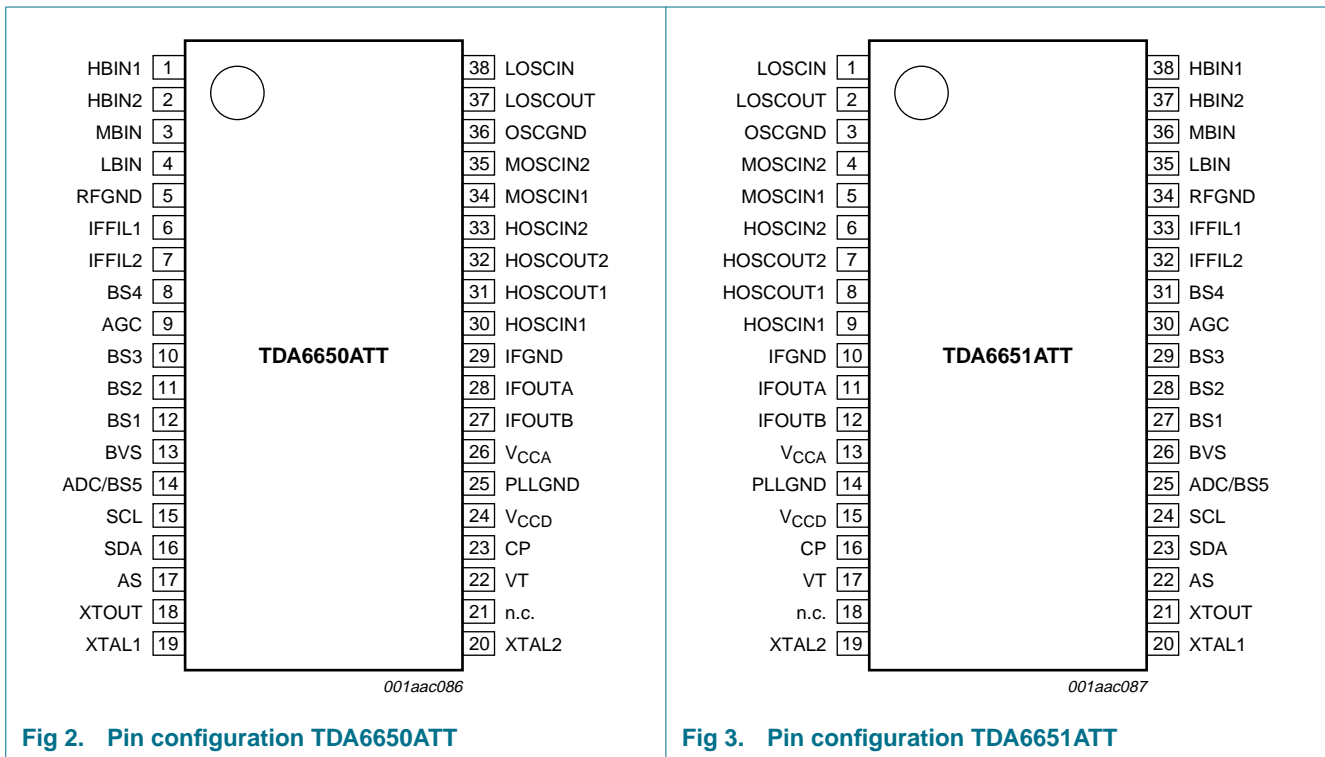 HBIN1 1 38 LOSCIN
HBIN2 2 37 LOSCOUT
MBIN 3 36 OSCGND
LBIN 4 35 MOSCIN2
RFGND 5 34 MOSCIN1
IFFIL1 6 33 HOSCIN2
IFFIL2 7 32 HOSCOUT2
BS4 8 31 HOSCOUT1
AGC 9 30 HOSCIN1
BS3 10 TDA6650ATT 29 IFGND
BS2 11 28 IFOUTA
BS1 12 27 IFOUTB
BVS 13 26 VCCA
ADC/BS5 14 25 PLLGND
SCL 15 24 VCCD
SDA 16 23 CP
AS 17 22 VT
XTOUT 18 21 n.c.
XTAL1 19 20 XTAL2
001aac086
Fig 2. Pin configuration TDA6650ATT
LOSCIN 1 38 HBIN1
LOSCOUT 2 37 HBIN2
OSCGND 3 36 MBIN
MOSCIN2 4 35 LBIN
MOSCIN1 5 34 RFGND
HOSCIN2 6 33 IFFIL1
HOSCOUT2 7 32 IFFIL2
HOSCOUT1 8 31 BS4
HOSCIN1 9 30 AGC
IFGND 10 TDA6651ATT 29 BS3
IFOUTA 11 28 BS2
IFOUTB 12 27 BS1
VCCA 13 26 BVS
PLLGND 14 25 ADC/BS5
VCCD 15 24 SCL
CP 16 23 SDA
VT 17 22 AS
n.c. 18 21 XTOUT
XTAL2 19 20 XTAL1
001aac087
Fig 3. Pin configuration TDA6651ATT